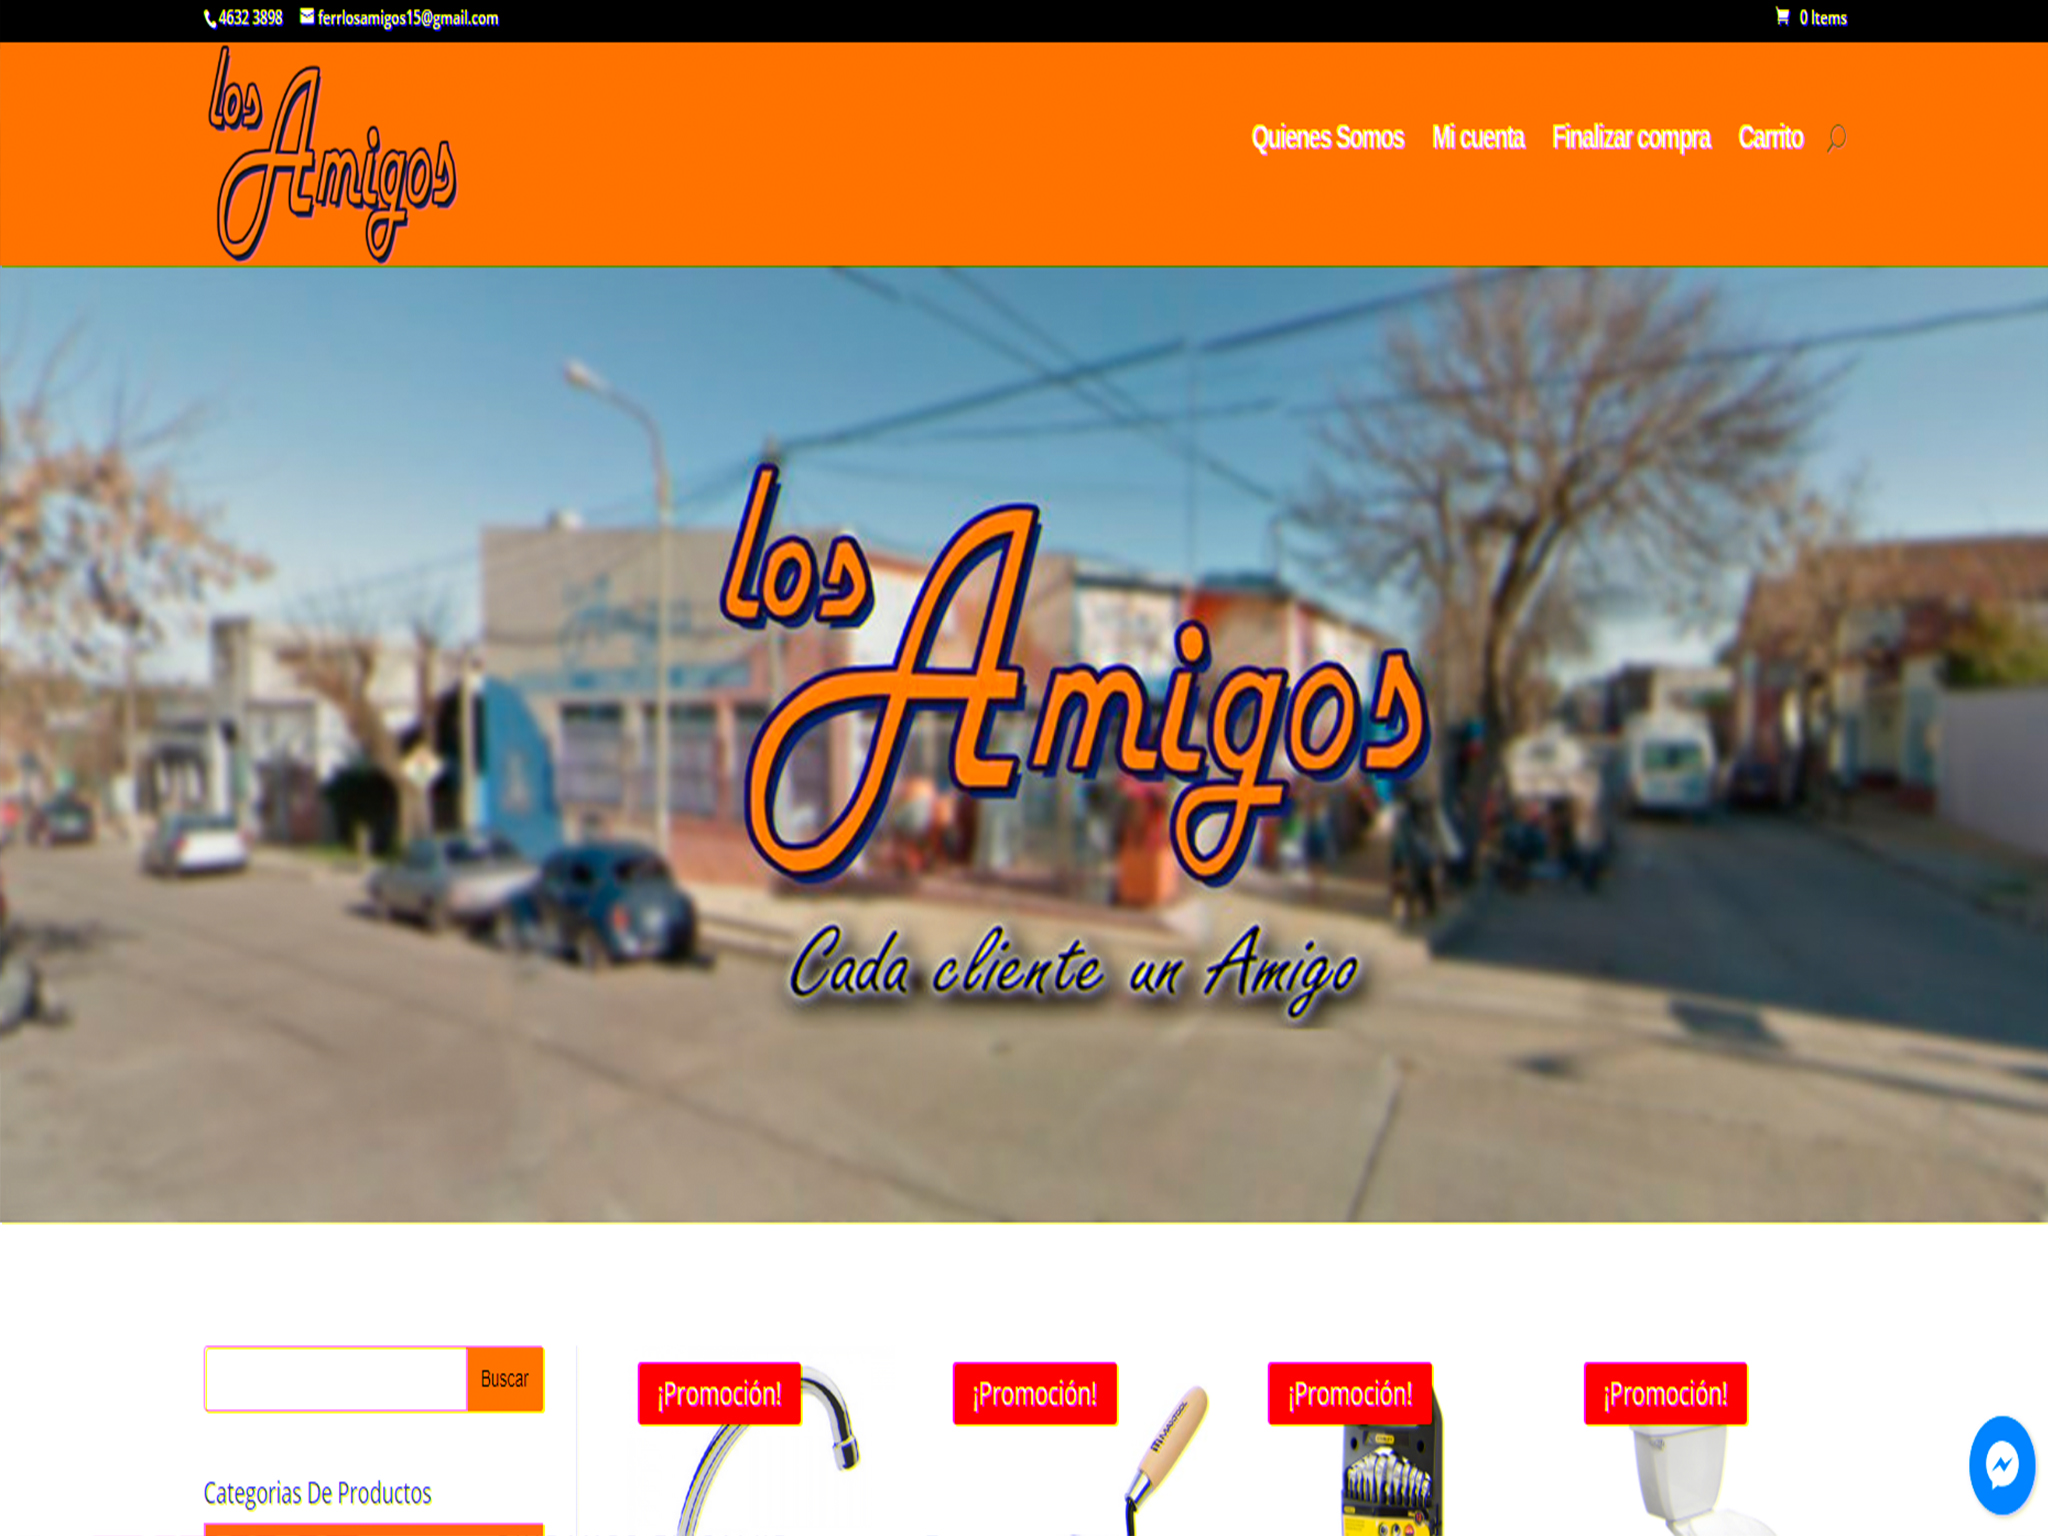 4632 3898 ferrlosamigos15@gmail.com 0 Items
los Amigos
Quienes Somos Mi cuenta Finalizar compra Carrito
los
Amigos
Cada cliente un Amigo
Buscar
¡Promoción! ¡Promoción! ¡Promoción! ¡Promoción!
MAXTOOL
Categorias De Productos